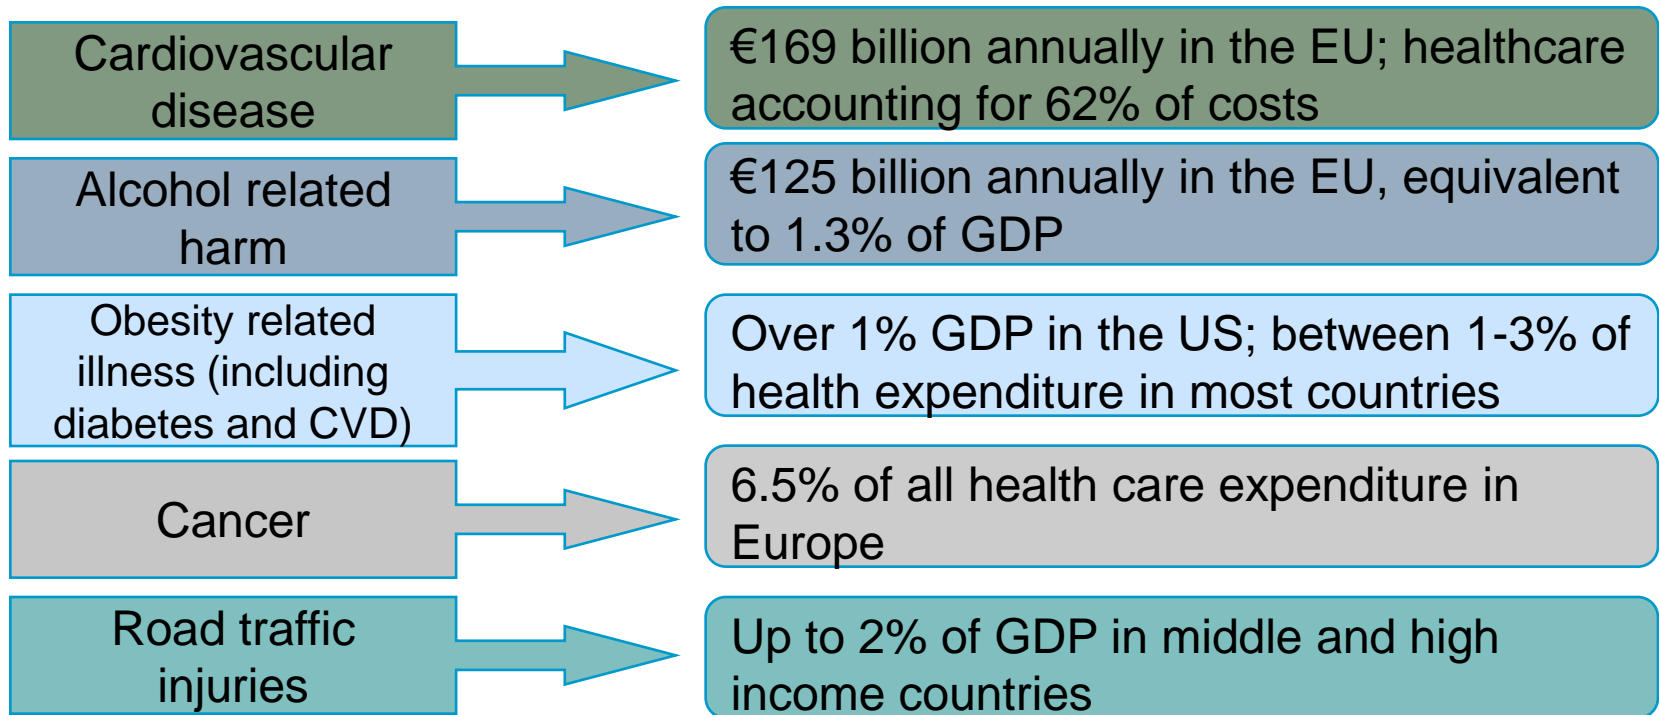 Cardiovascular
disease
€169 billion annually in the EU; healthcare
accounting for 62% of costs
Alcohol related
harm
€125 billion annually in the EU, equivalent
to 1.3% of GDP
Obesity related
illness (including
diabetes and CVD)
Over 1% GDP in the US; between 1-3% of
health expenditure in most countries
Cancer
6.5% of all health care expenditure in
Europe
Road traffic
injuries
Up to 2% of GDP in middle and high
income countries